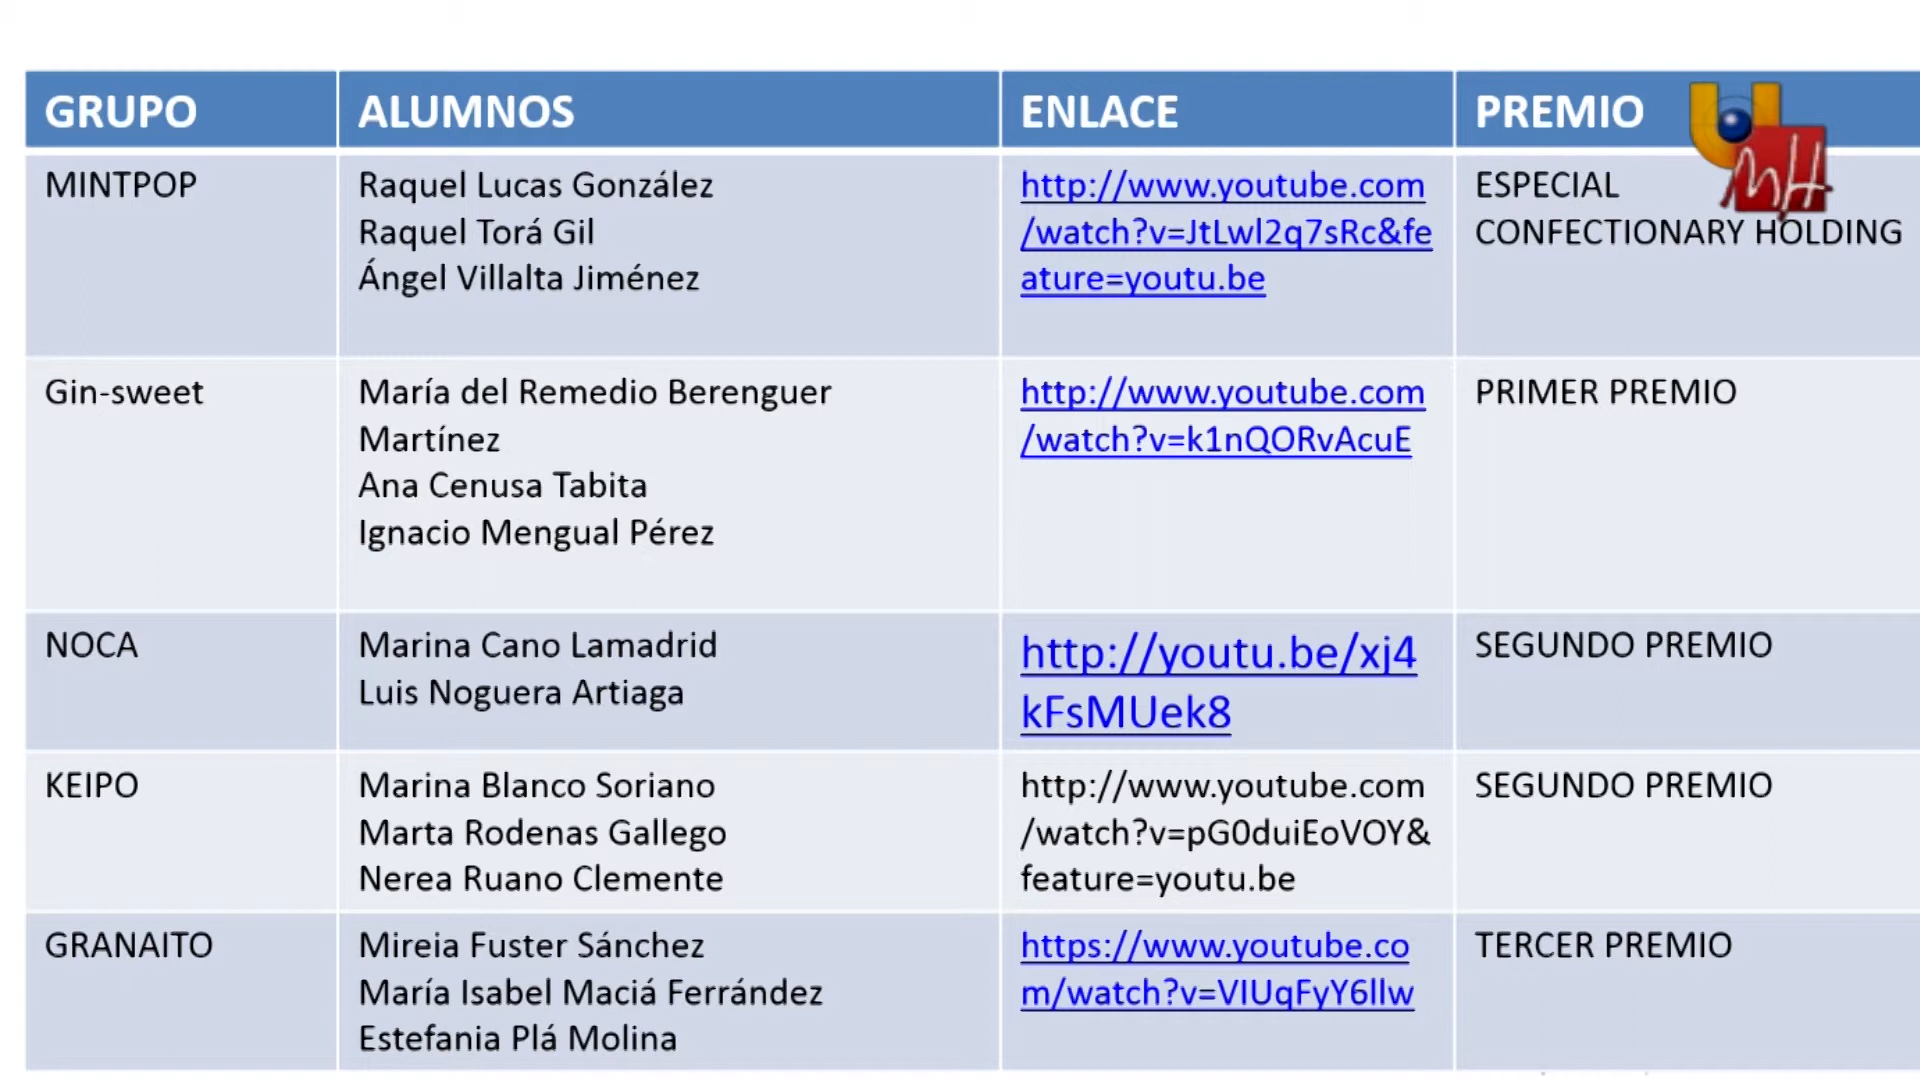 GRUPO ALUMNOS ENLACE PREMIO
MINTPOP
Raquel Lucas González
Raquel Torá Gil
Ángel Villalta Jiménez
http://www.youtube.com
/watch?v=JtLwl2q7sRc&fe
ature=youtu.be
ESPECIAL
CONFECTIONARY HOLDING
Gin-sweet
María del Remedio Berenguer
Martínez
Ana Cenusa Tabita
Ignacio Mengual Pérez
http://www.youtube.com
/watch?v=k1nQORvAcuE
PRIMER PREMIO
NOCA
Marina Cano Lamadrid
Luis Noguera Artiaga
http://youtu.be/xj4
kFsMUek8
SEGUNDO PREMIO
KEIPO
Marina Blanco Soriano
Marta Rodenas Gallego
Nerea Ruano Clemente
http://www.youtube.com
/watch?v=pG0duiEoVOY&
feature=youtu.be
SEGUNDO PREMIO
GRANAITO
Mireia Fuster Sánchez
María Isabel Maciá Ferrández
Estefania Plá Molina
https://www.youtube.co
m/watch?v=VIUqFyY6llw
TERCER PREMIO
UMH